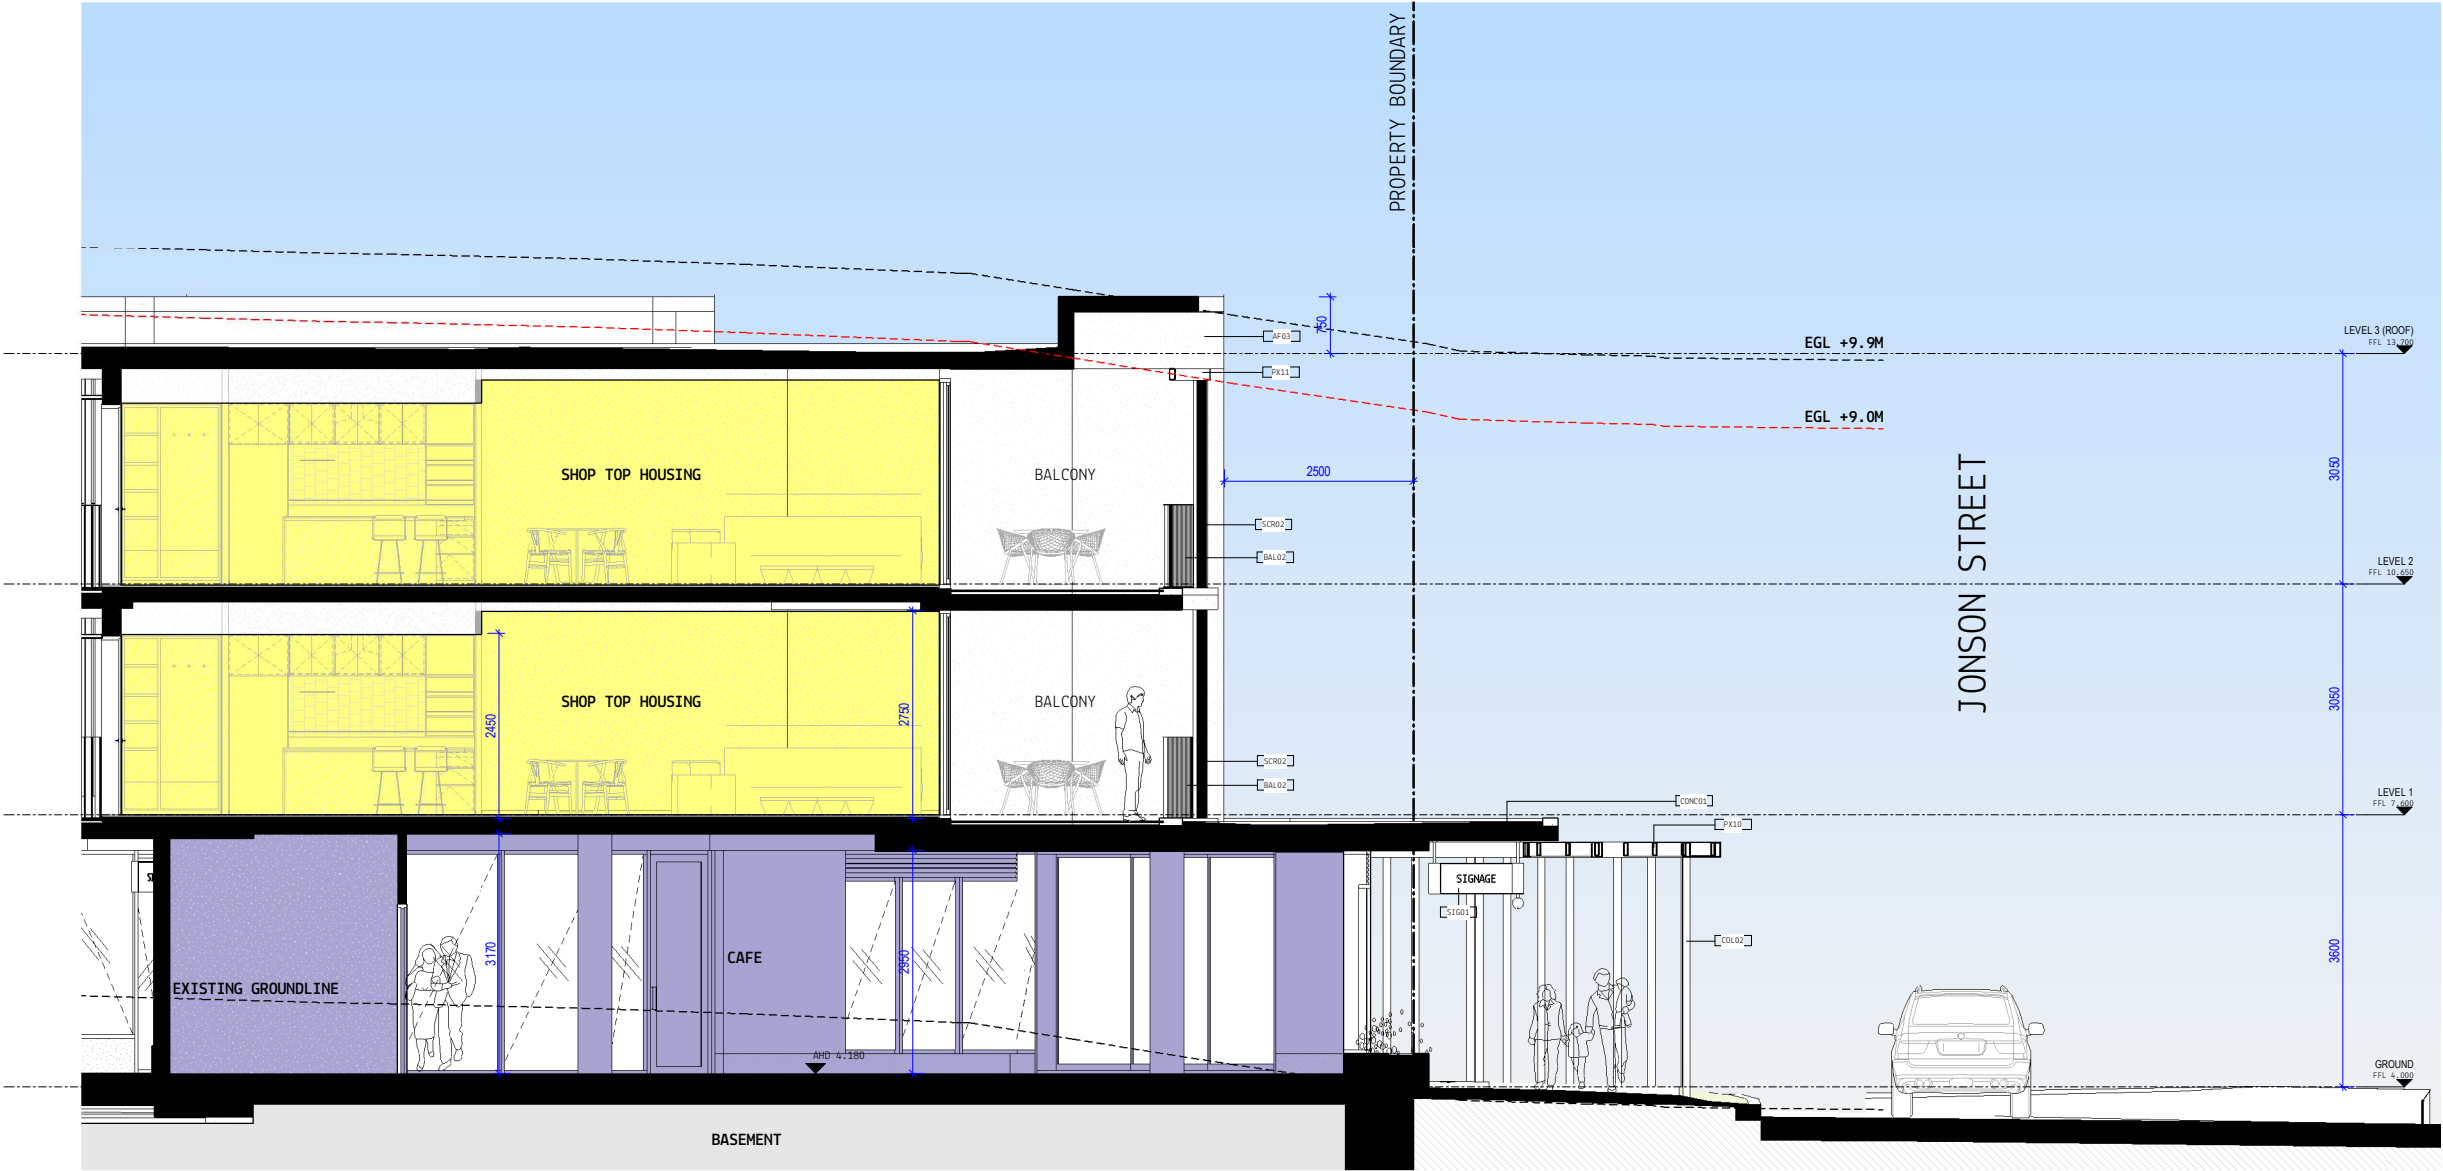 PROPERTY BOUNDARY
750
AF03
EGL +9.9M
LEVEL 3 (ROOF)
FFL 13.700
PX11
EGL +9.0M
SHOP TOP HOUSING
BALCONY
2500
3050
SCR02
BAL02
JONSON STREET
LEVEL 2
FFL 10.650
2450
SHOP TOP HOUSING
2750
BALCONY
3050
SCR02
BAL02
CONC01
LEVEL 1
FFL 7.600
PX10
SIGNAGE
SIG01
COL02
3170
CAFE
2950
3600
EXISTING GROUNDLINE
AHD 4.180
GROUND
FFL 4.000
BASEMENT